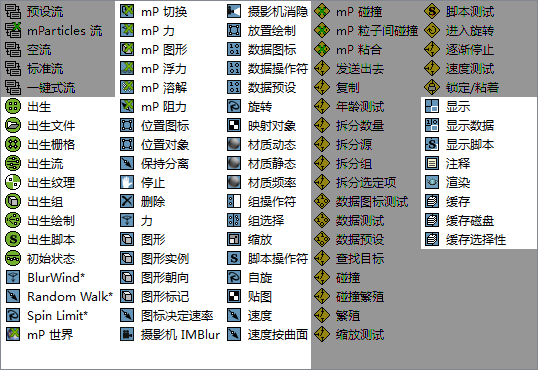 预设流
mParticles 流
空流
标准流
一键式流
出生
出生文件
出生栅格
出生流
出生纹理
出生组
出生绘制
出生脚本
初始状态
BlurWind*
Random Walk*
Spin Limit*
mP 世界
mP 切换
mP 力
mP 图形
mP 浮力
mP 溶解
mP 阻力
位置图标
位置对象
保持分离
停止
删除
力
图形
图形实例
图形朝向
图形标记
图标决定速率
摄影机 IMBlur
摄影机消隐
放置绘制
数据图标
数据操作符
数据预设
旋转
映射对象
材质动态
材质静态
材质频率
组操作符
组选择
缩放
脚本操作符
自旋
贴图
速度
速度按曲面
mP 碰撞
mP 粒子间碰撞
mP 粘合
发送出去
复制
年龄测试
拆分数量
拆分源
拆分组
拆分选定项
数据图标测试
数据测试
数据预设
查找目标
碰撞
碰撞繁殖
繁殖
缩放测试
脚本测试
进入旋转
逐渐停止
速度测试
锁定/粘着
显示
显示数据
显示脚本
注释
渲染
缓存
缓存磁盘
缓存选择性